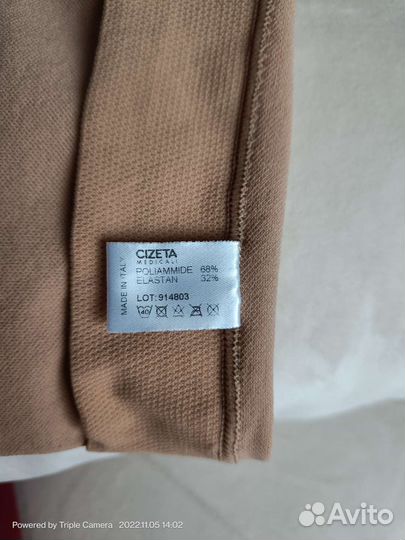 CIZETA
MEDICALI
POLIAMMIDE 68%
ELASTAN 32%
LOT: 914803
40
MADE IN ITALY
Powered by Triple Camera 2022.11.05 14:02
Avito